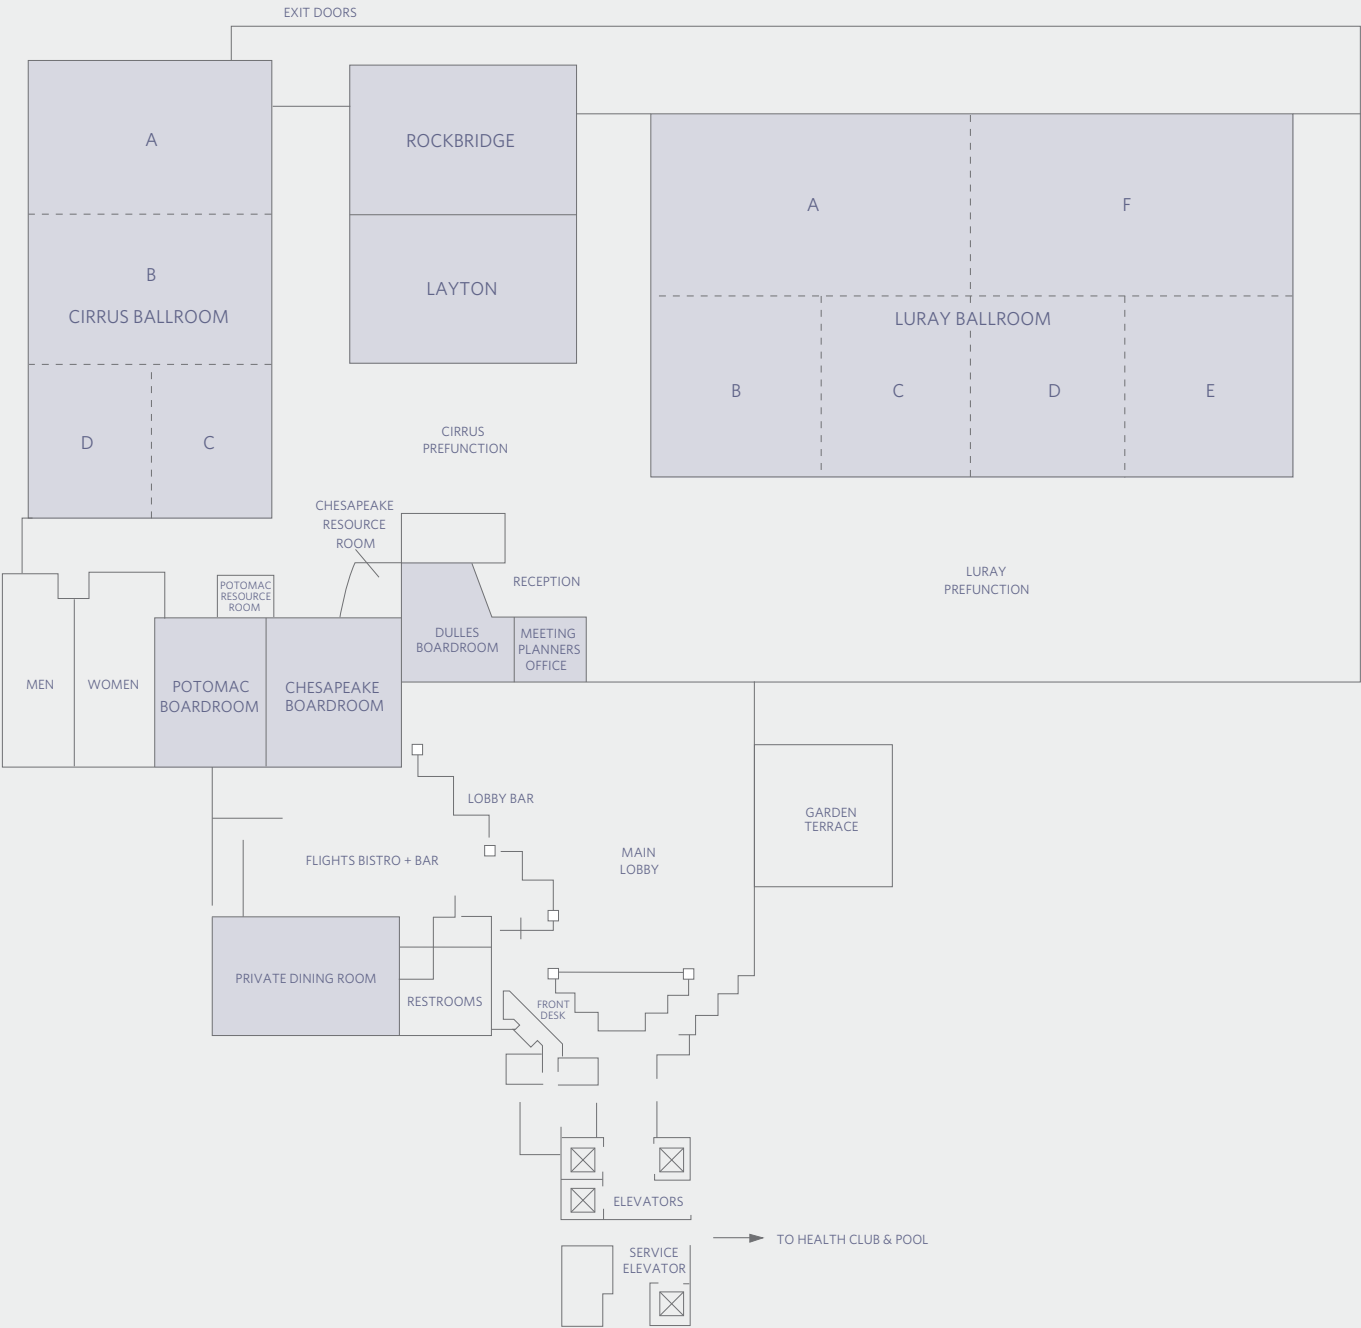 EXIT DOORS
A
ROCKBRIDGE
A
F
B
LAYTON
CIRRUS BALLROOM
LURAY BALLROOM
B
C
D
E
D
C
CIRRUS
PREFUNCTION
CHESAPEAKE
RESOURCE
ROOM
RECEPTION
LURAY
PREFUNCTION
POTOMAC
RESOURCE
ROOM
DULLES
BOARDROOM
MEETING
PLANNERS
OFFICE
MEN
WOMEN
POTOMAC
BOARDROOM
CHESAPEAKE
BOARDROOM
LOBBY BAR
GARDEN
TERRACE
FLIGHTS BISTRO + BAR
MAIN
LOBBY
PRIVATE DINING ROOM
RESTROOMS
FRONT
DESK
ELEVATORS
TO HEALTH CLUB & POOL
SERVICE
ELEVATOR